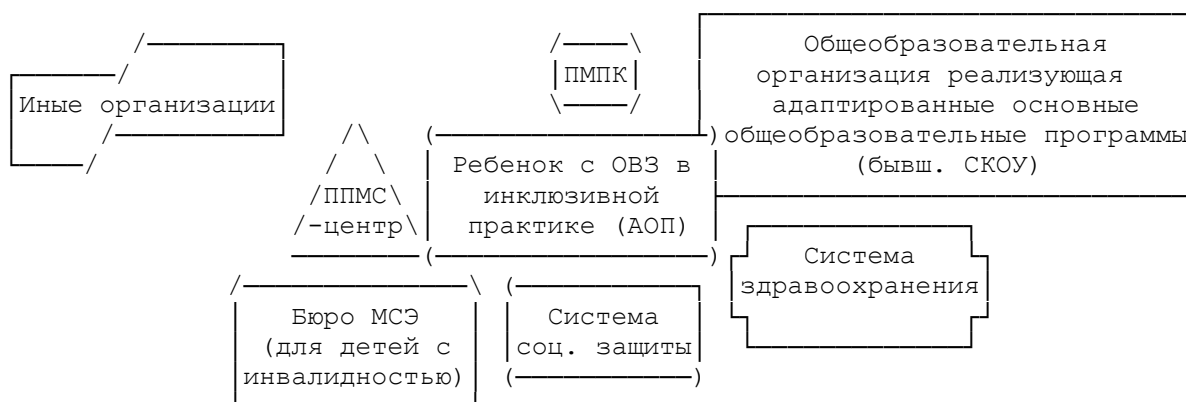 Иные организации
ПМПК
Общеобразовательная
организация реализующая
адаптированные основные
общеобразовательные программы
(бывш. СКОУ)
ППМС
-центр
Ребенок с ОВЗ в
инклюзивной
практике (АОП)
Система
здравоохранения
Бюро МСЭ
(для детей с
инвалидностью)
Система
соц. защиты